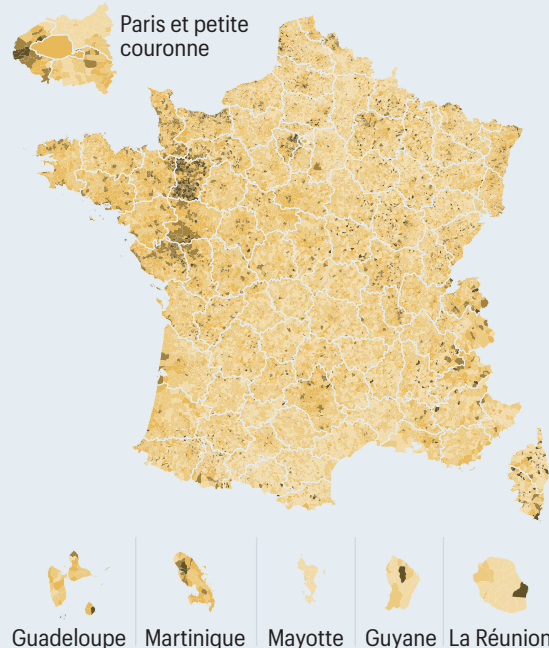 Paris et petite
couronne
Guadeloupe
Martinique
Mayotte
Guyane
La Réunion